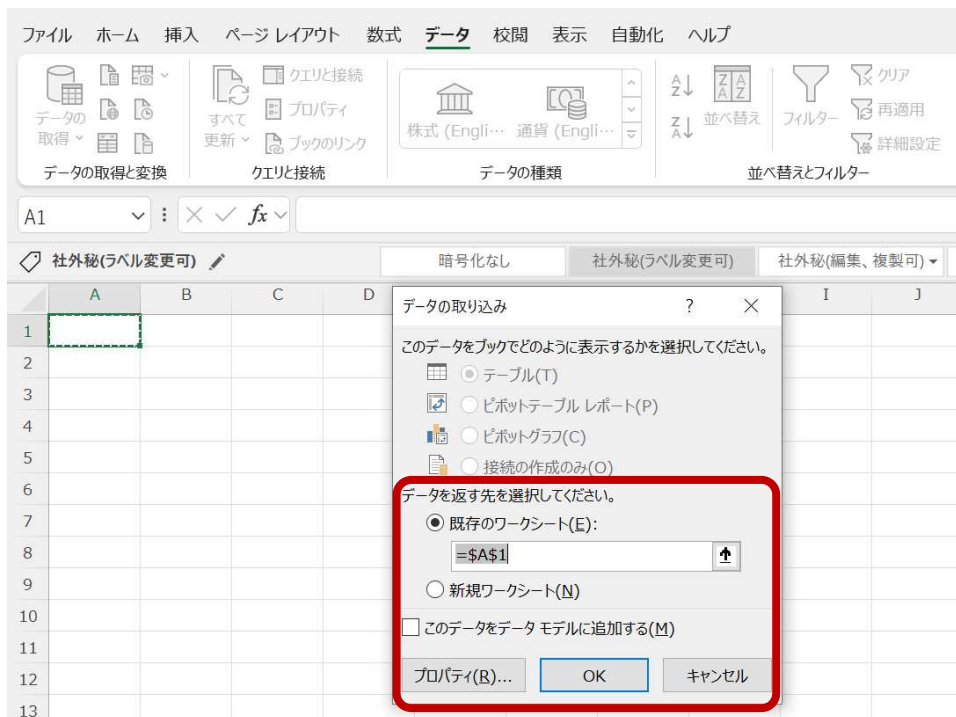 ファイル ホーム 挿入 ページ レイアウト 数式 データ 校閲 表示 自動化 ヘルプ
データの取得 すべて更新 クエリと接続 プロパティ ブックのリンク
株式 (Engli… 通貨 (Engli…
並べ替え フィルター クリア 再適用 詳細設定
データの取得と変換 クエリと接続 データの種類 並べ替えとフィルター
A1 fx
社外秘(ラベル変更可) 暗号化なし 社外秘(ラベル変更可) 社外秘(編集、複製可)
A B C D I J
1
2
3
4
5
6
7
8
9
10
11
12
13
データの取り込み ? ×
このデータをブックでどのように表示するかを選択してください。
テーブル(T)
ピボットテーブル レポート(P)
ピボットグラフ(C)
接続の作成のみ(O)
データを返す先を選択してください。
既存のワークシート(E):
=$A$1
新規ワークシート(N)
このデータをデータ モデルに追加する(M)
プロパティ(R)... OK キャンセル